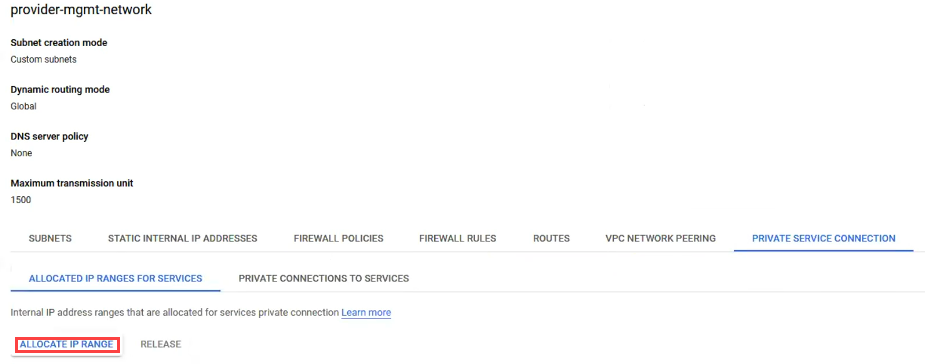 provider-mgmt-network
Subnet creation mode
Custom subnets
Dynamic routing mode
Global
DNS server policy
None
Maximum transmission unit
1500
SUBNETS STATIC INTERNAL IP ADDRESSES FIREWALL POLICIES FIREWALL RULES ROUTES VPC NETWORK PEERING PRIVATE SERVICE CONNECTION
ALLOCATED IP RANGES FOR SERVICES PRIVATE CONNECTIONS TO SERVICES
Internal IP address ranges that are allocated for services private connection Learn more
ALLOCATE IP RANGE RELEASE